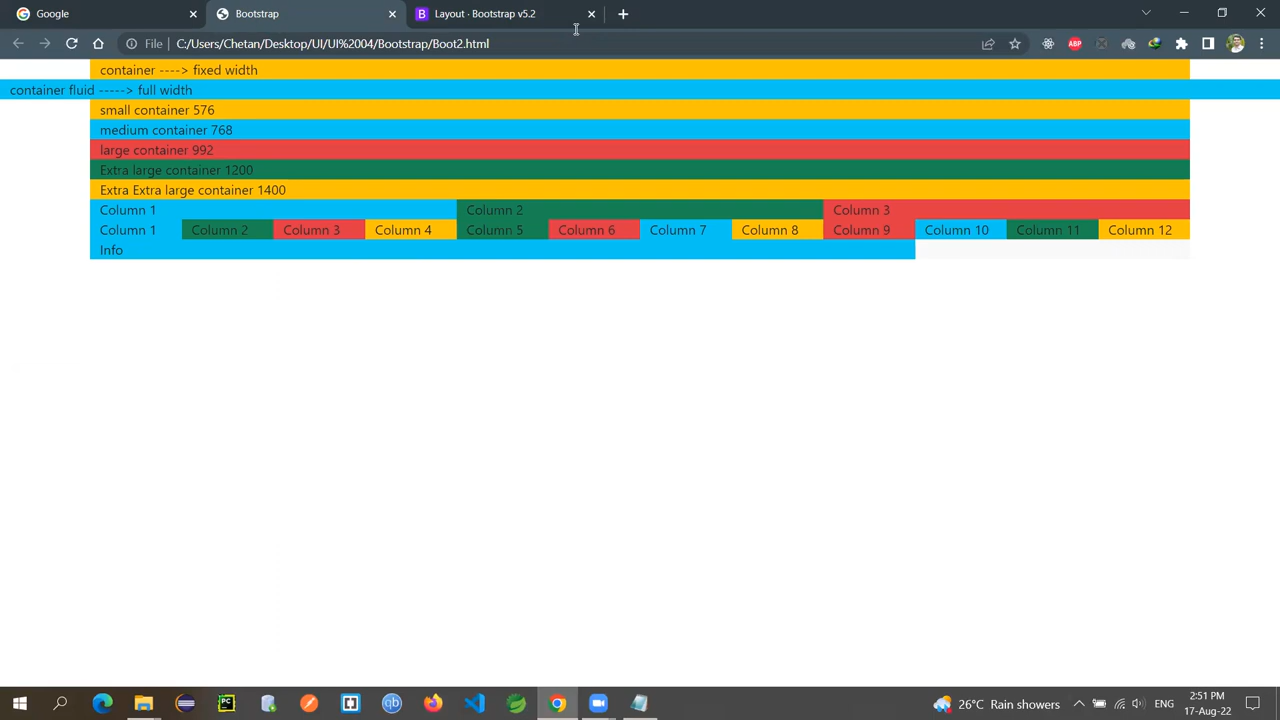 Google
Bootstrap
Layout · Bootstrap v5.2
File
C:/Users/Chetan/Desktop/UI/UI%2004/Bootstrap/Boot2.html
ABP
container ----> fixed width
container fluid -----> full width
small container 576
medium container 768
large container 992
Extra large container 1200
Extra Extra large container 1400
Column 1 Column 2 Column 3
Column 1 Column 2 Column 3 Column 4 Column 5 Column 6 Column 7 Column 8 Column 9 Column 10 Column 11 Column 12
Info
26°C Rain showers
ENG
2:51 PM
17-Aug-22